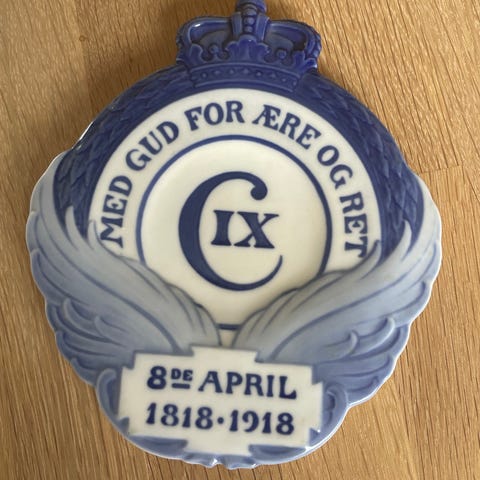 MED GUD FOR ÆRE OG RET
CIX
8DE APRIL
1818·1918